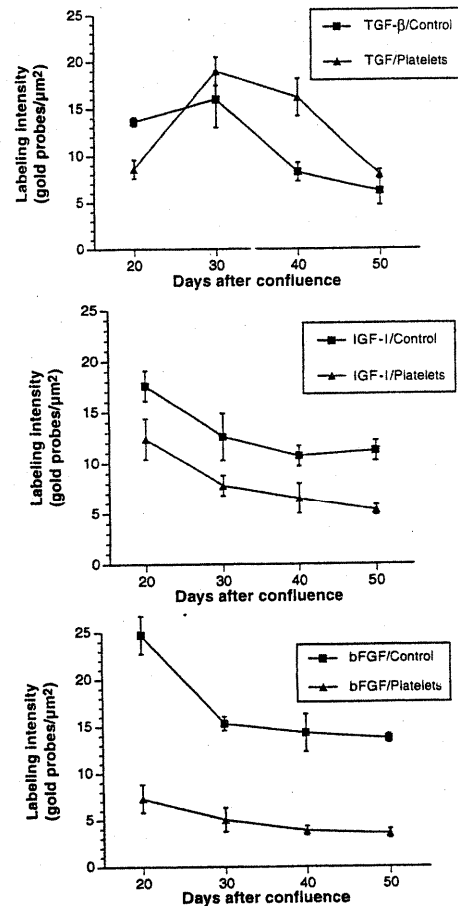 TGF-β/Control
TGF/Platelets
Labeling intensity
(gold probes/μm2)
25
20
15
10
5
0
20 30 40 50
Days after confluence
IGF-I/Control
IGF-I/Platelets
Labeling intensity
(gold probes/μm2)
25
20
15
10
5
0
20 30 40 50
Days after confluence
bFGF/Control
bFGF/Platelets
Labeling intensity
(gold probes/μm2)
25
20
15
10
5
0
20 30 40 50
Days after confluence